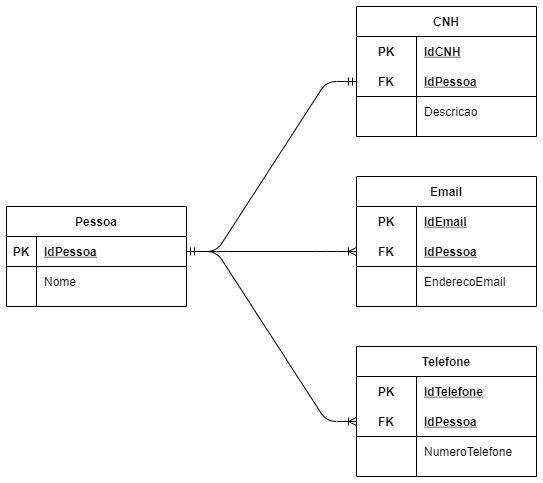 Pessoa
PK IdPessoa
Nome
CNH
PK IdCNH
FK IdPessoa
Descricao
Email
PK IdEmail
FK IdPessoa
EnderecoEmail
Telefone
PK IdTelefone
FK IdPessoa
NumeroTelefone